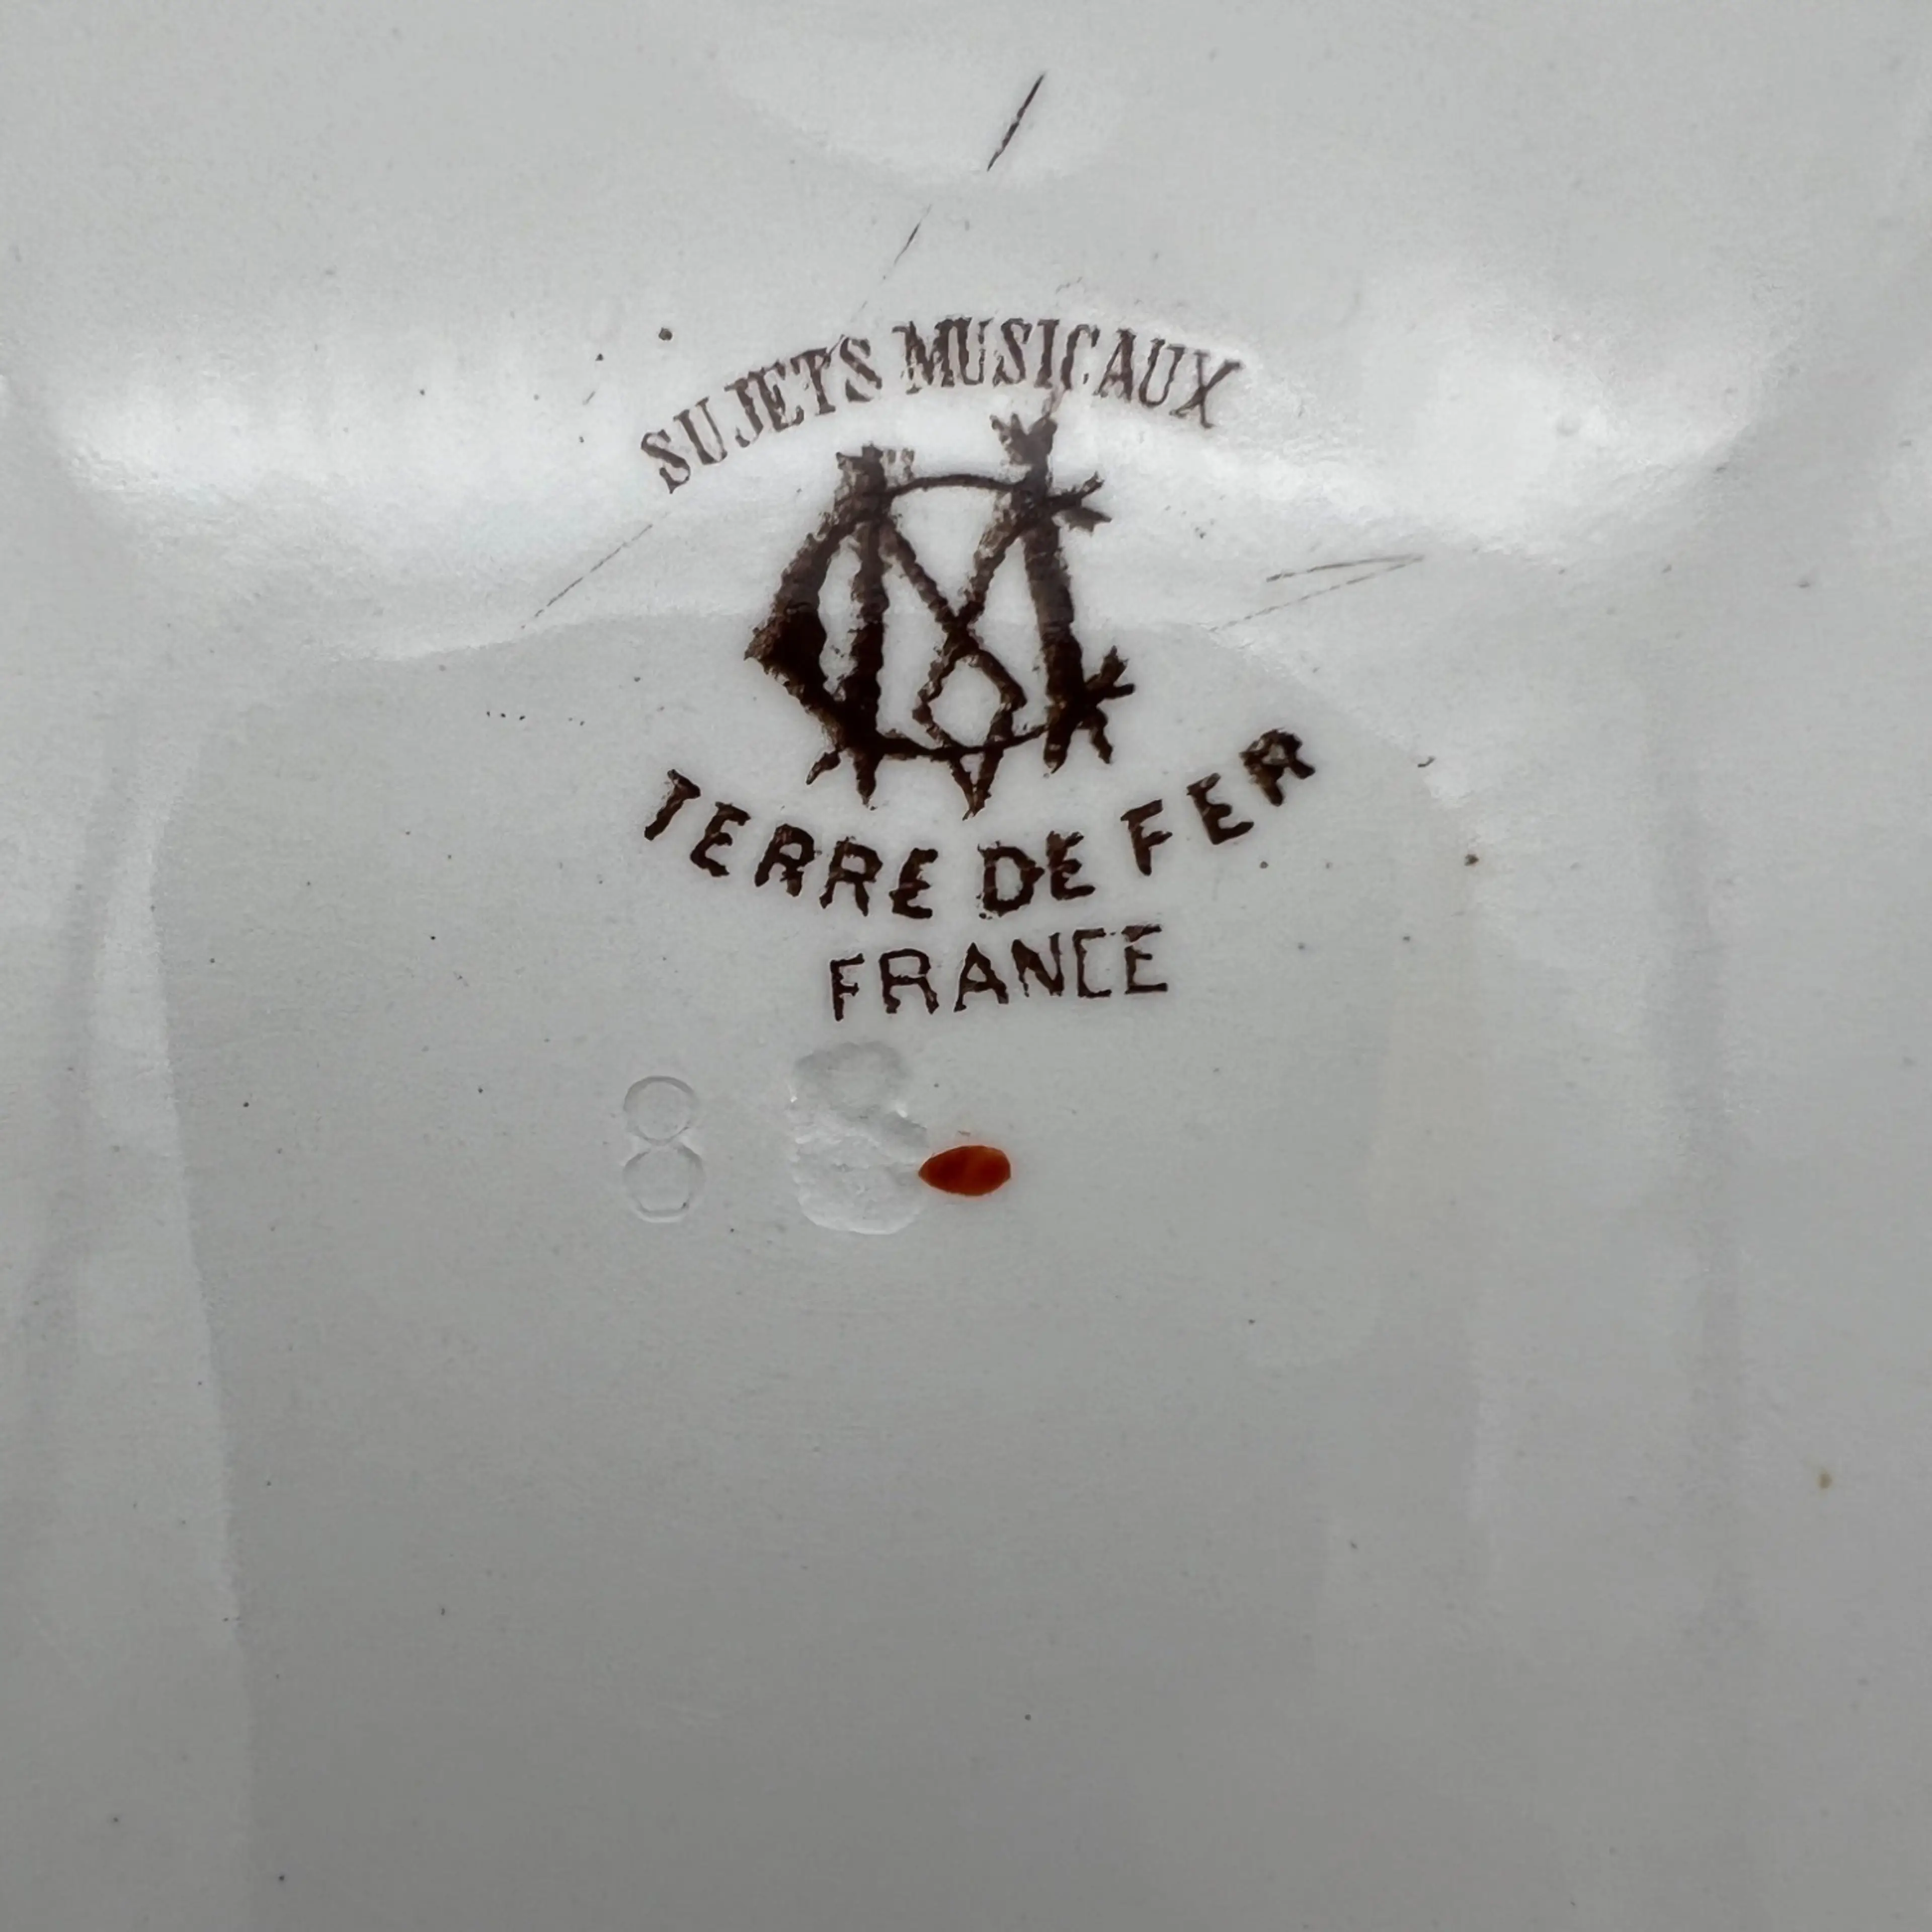 SUJETS MUSICAUX
TERRE DE FER
FRANCE
8